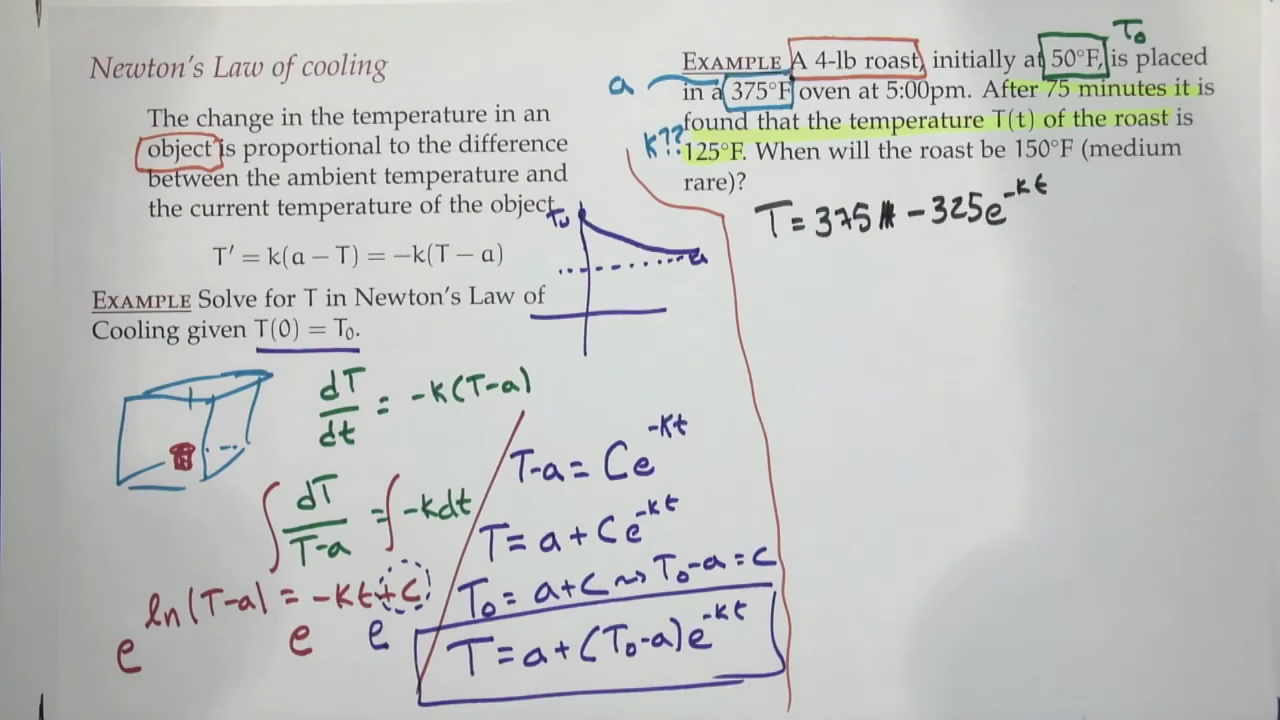 Newton's Law of cooling
The change in the temperature in an
object is proportional to the difference
between the ambient temperature and
the current temperature of the object.
T′ = k(a − T) = −k(T − a)
EXAMPLE Solve for T in Newton's Law of
Cooling given T(0) = T₀.
T₀
a
dT/dt = -k(T-a)
∫ dT/(T-a) = ∫ -kdt
ln(T-a) = -kt+c
e e e
T-a = Ce^-kt
T = a + Ce^-kt
T₀ = a+C ⇝ T₀-a = C
T = a+(T₀-a)e^-kt
T₀
EXAMPLE A 4-lb roast, initially at 50°F, is placed
a
in a 375°F oven at 5:00pm. After 75 minutes it is
found that the temperature T(t) of the roast is
k??
125°F. When will the roast be 150°F (medium
rare)?
T = 375 - 325e^-kt